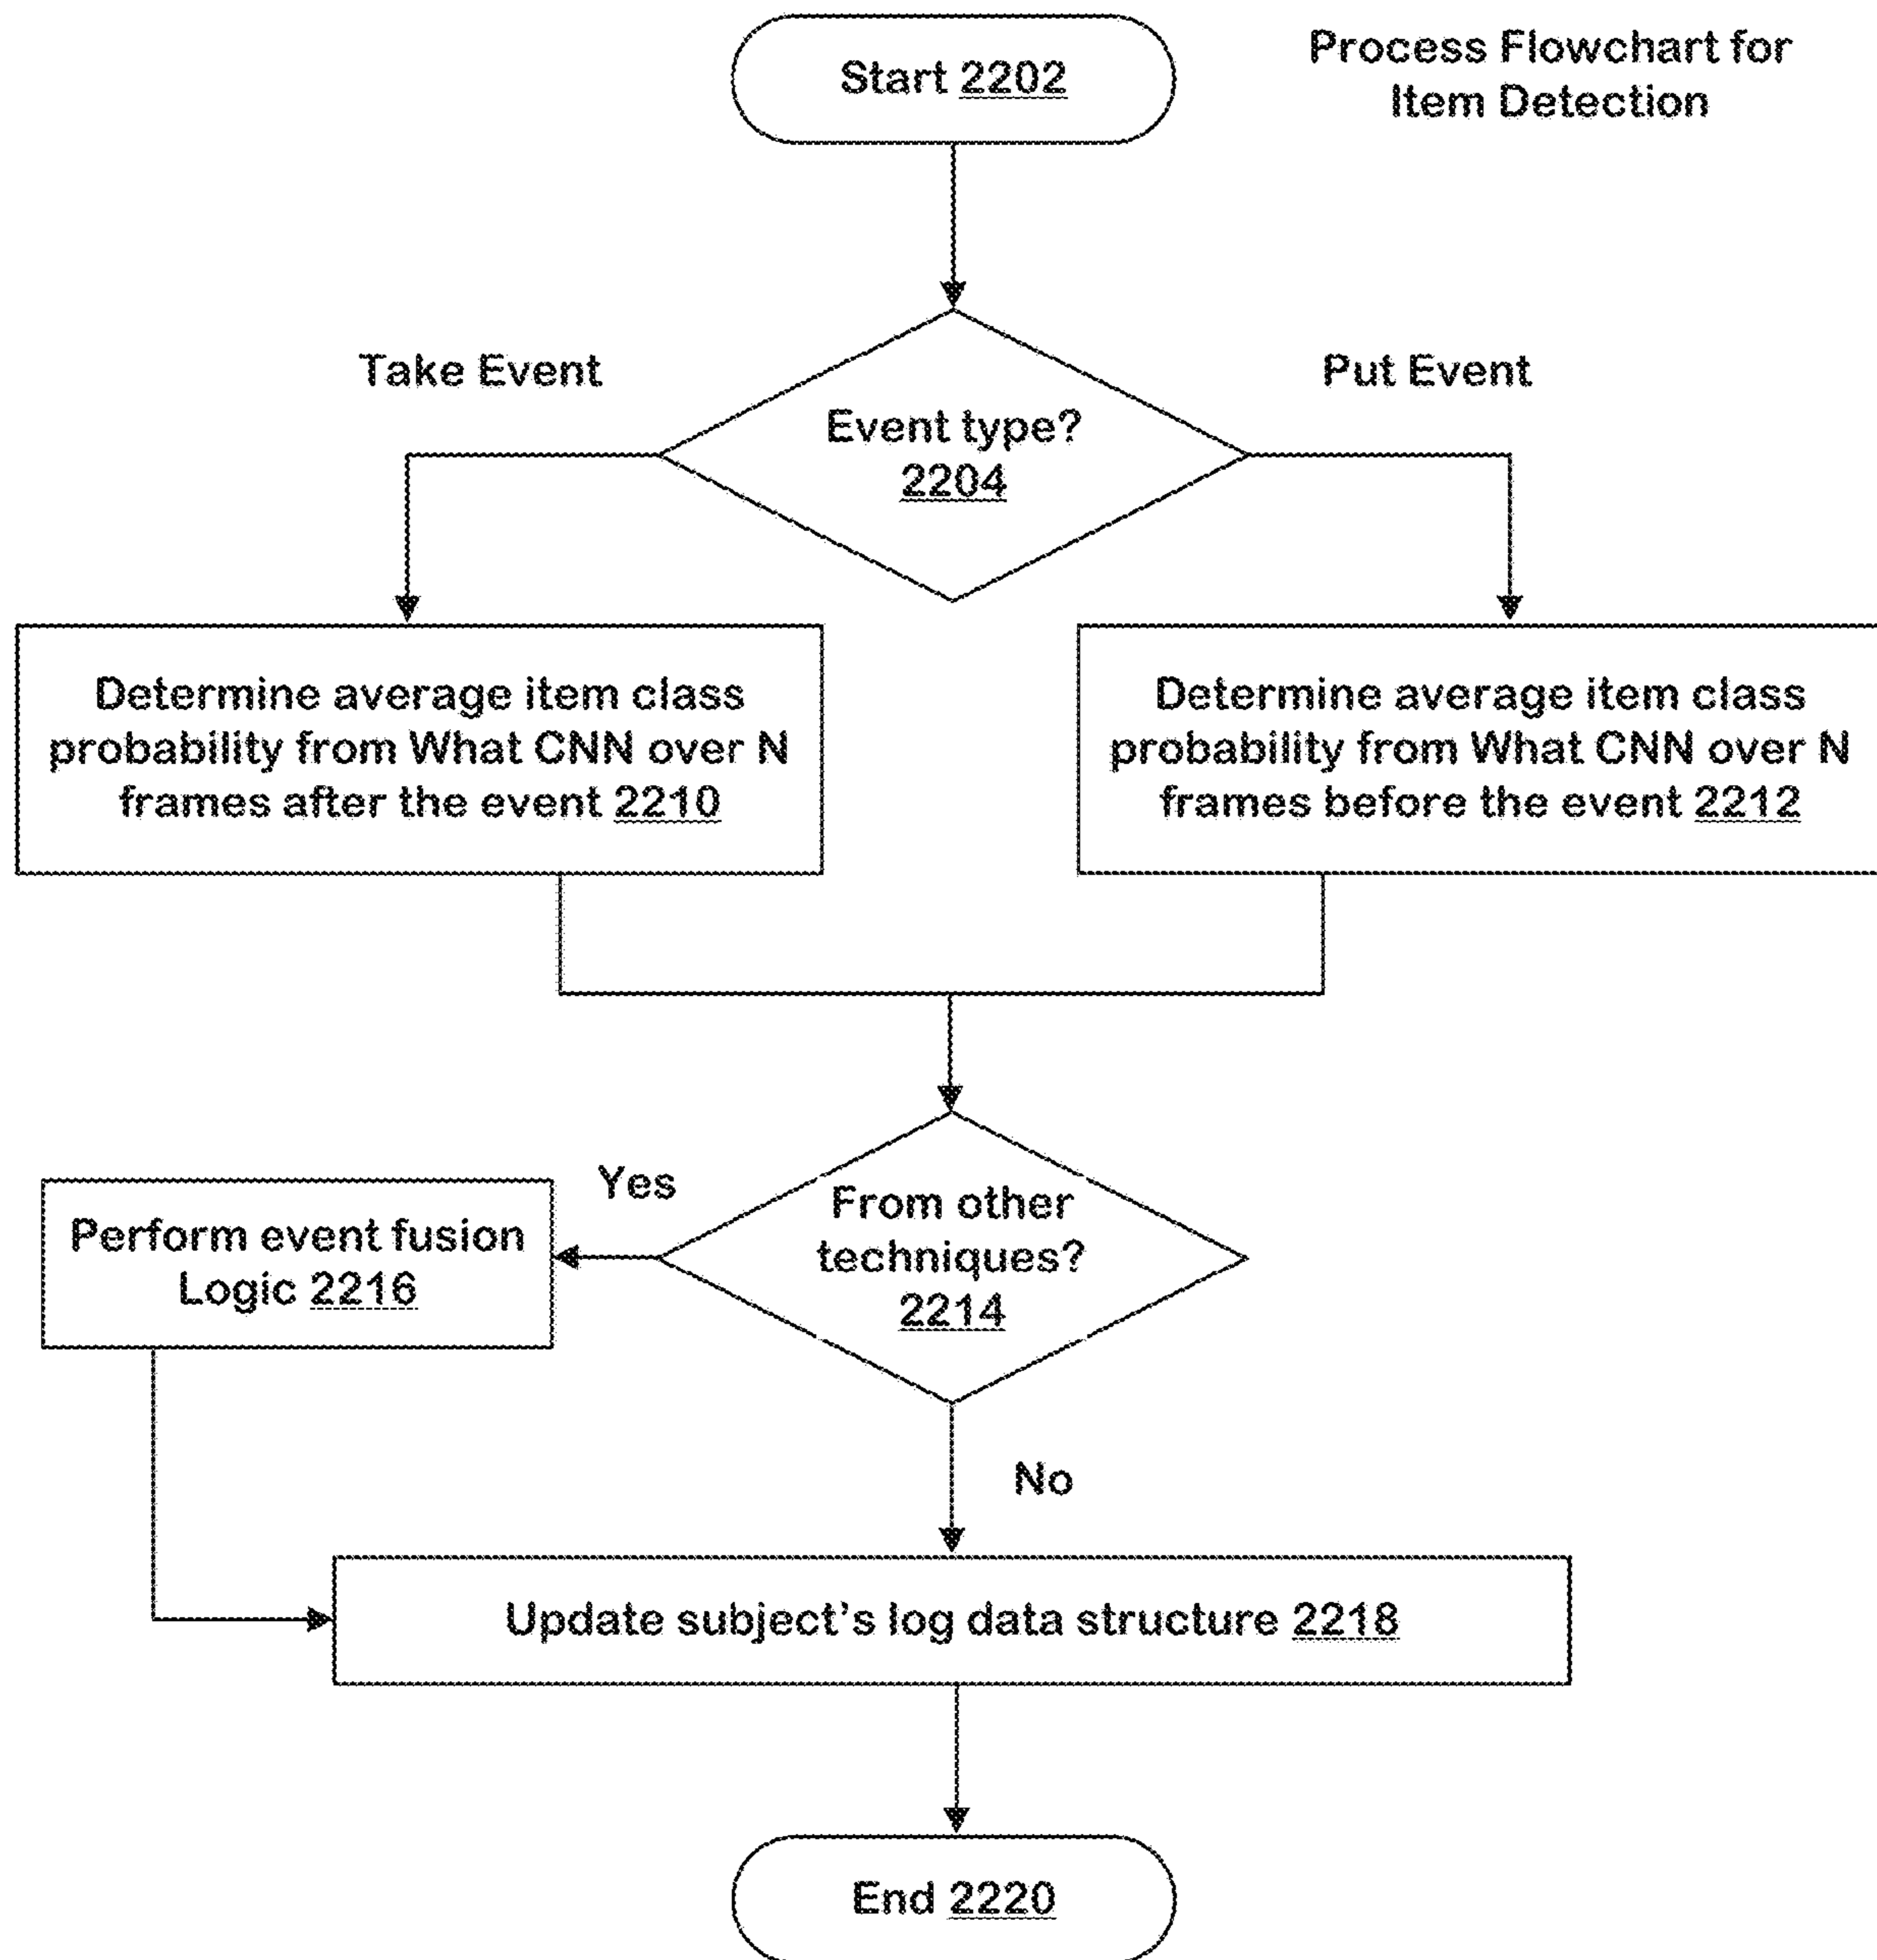 Process Flowchart for
Item Detection
Start 2202
Take Event
Put Event
Event type?
2204
Determine average item class
probability from What CNN over N
frames after the event 2210
Determine average item class
probability from What CNN over N
frames before the event 2212
Yes
From other
techniques?
2214
Perform event fusion
Logic 2216
No
Update subject’s log data structure 2218
End 2220